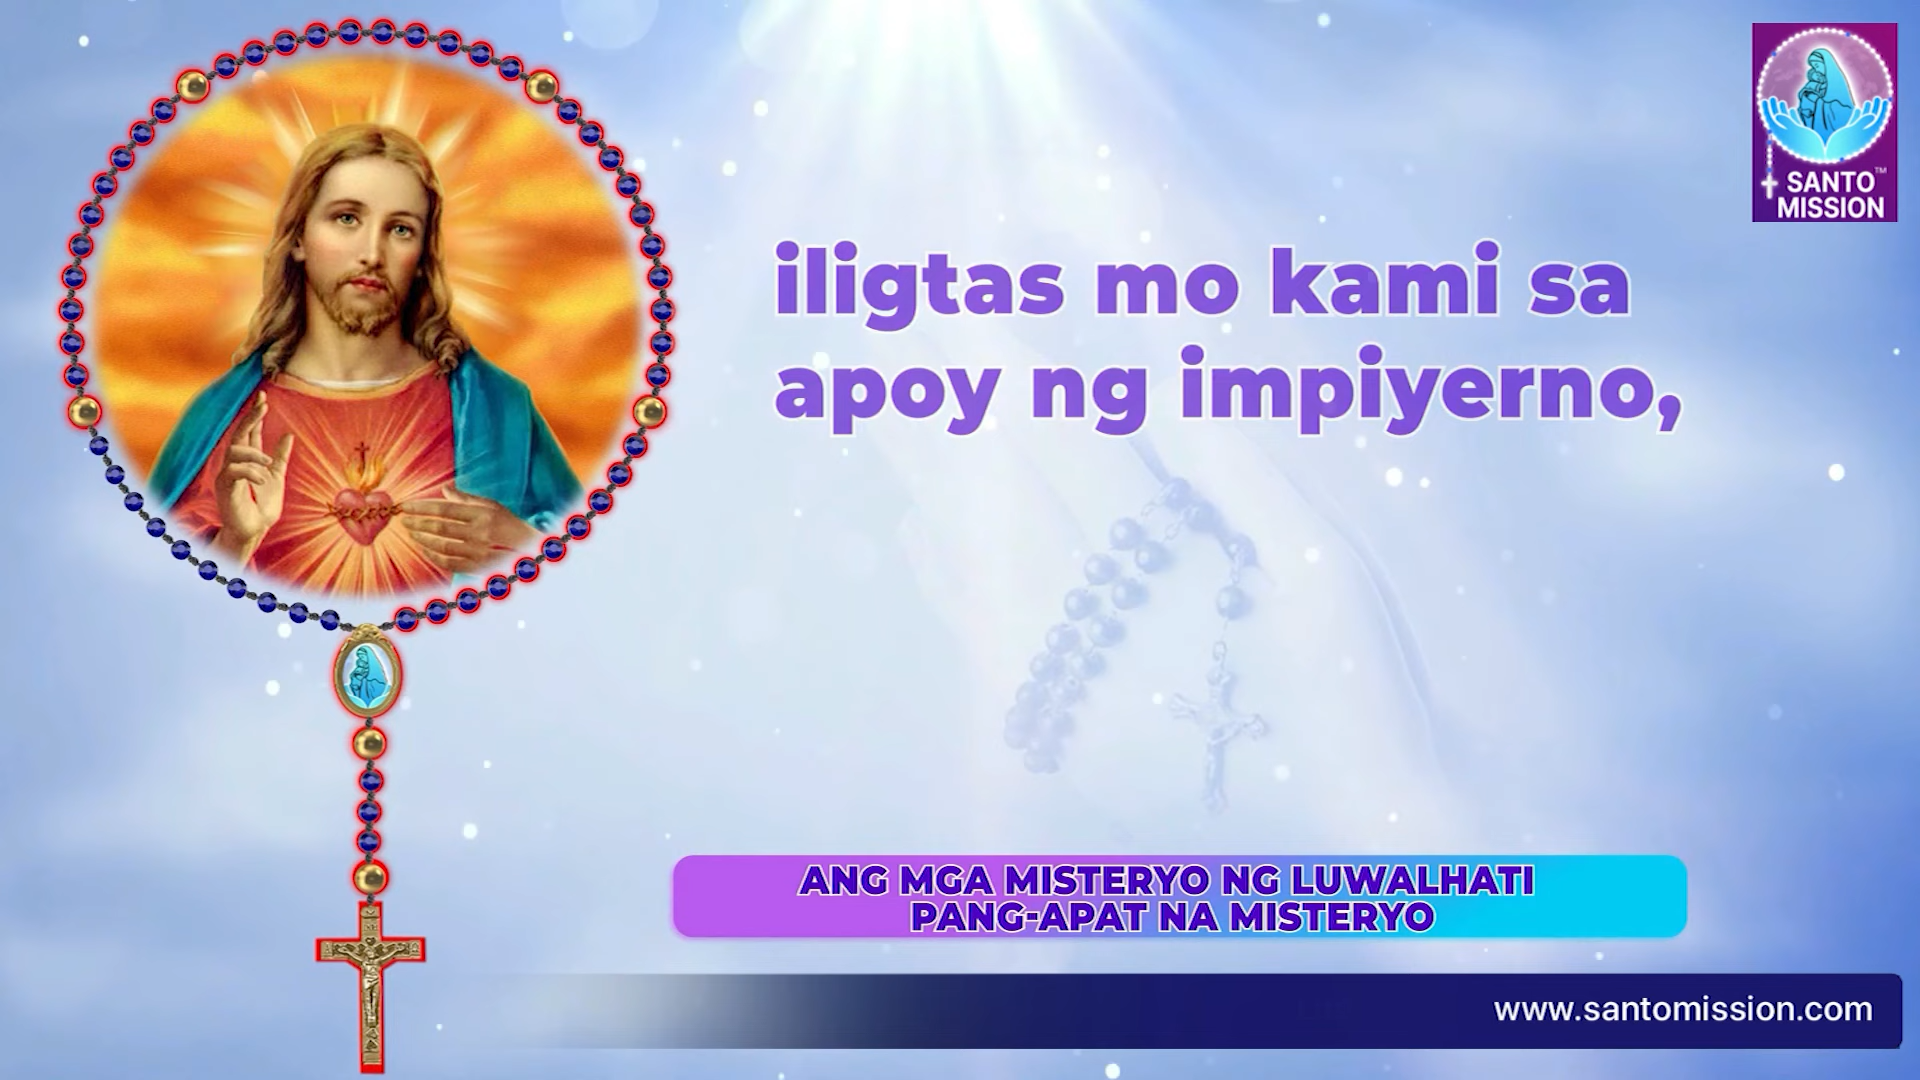 SANTO™
MISSION
iligtas mo kami sa
apoy ng impiyerno,
ANG MGA MISTERYO NG LUWALHATI
PANG-APAT NA MISTERYO
www.santomission.com